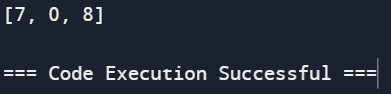 [7, 0, 8]
=== Code Execution Successful ===